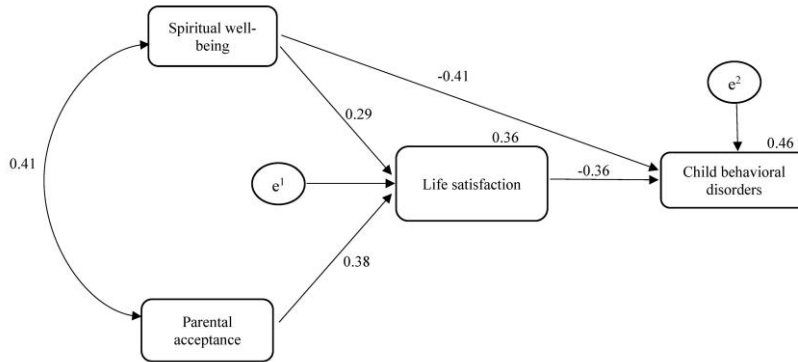 Spiritual well-
being
-0.41
e²
0.29
0.36
0.46
0.41
e¹
Life satisfaction
-0.36
Child behavioral
disorders
0.38
Parental
acceptance